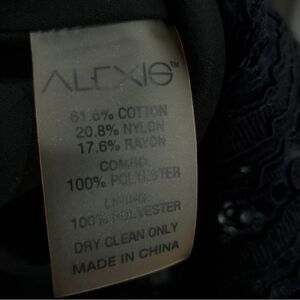 ALEXIS™
61.6% COTTON
20.8% NYLON
17.6% RAYON
COMBO:
100% POLYESTER
LINING:
100% POLYESTER
DRY CLEAN ONLY
MADE IN CHINA